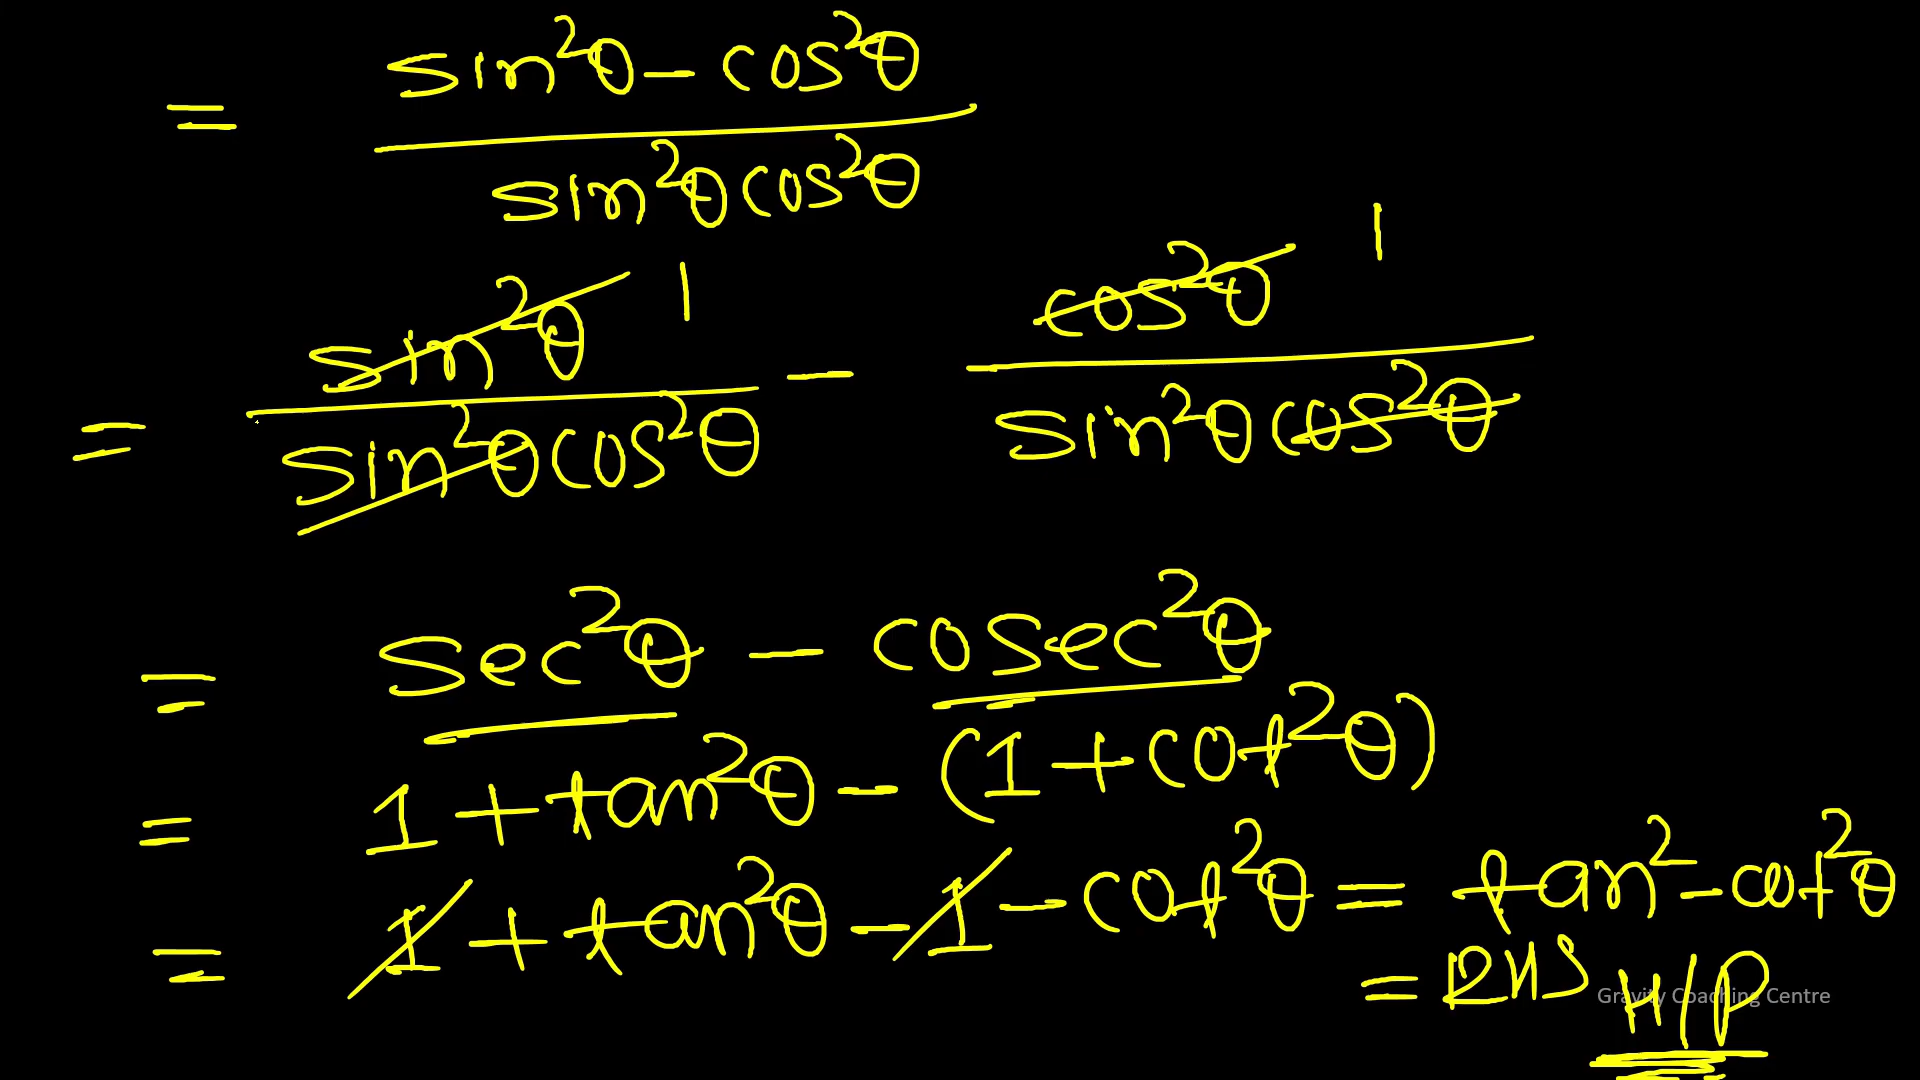 = sin²θ - cos²θ / sin²θ cos²θ
= sin²θ 1 / sin²θ cos²θ - cos²θ 1 / sin²θ cos²θ
= sec²θ - cosec²θ
= 1 + tan²θ - (1 + cot²θ)
= 1 + tan²θ - 1 - cot²θ = tan² - cot²θ
= RHS
H/P
Gravity Coaching Centre